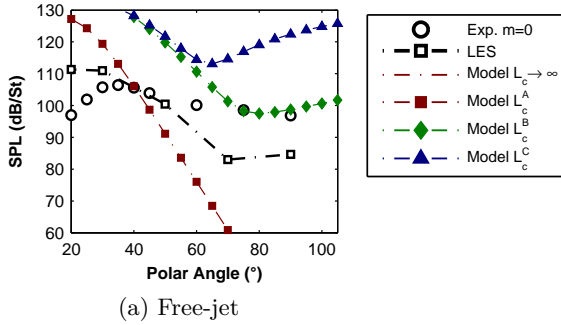 130
120
110
100
90
80
70
60
SPL (dB/St)
20 40 60 80 100
Polar Angle (°)
Exp. m=0
LES
Model L_c → ∞
Model L_c^A
Model L_c^B
Model L_c^C
(a) Free-jet